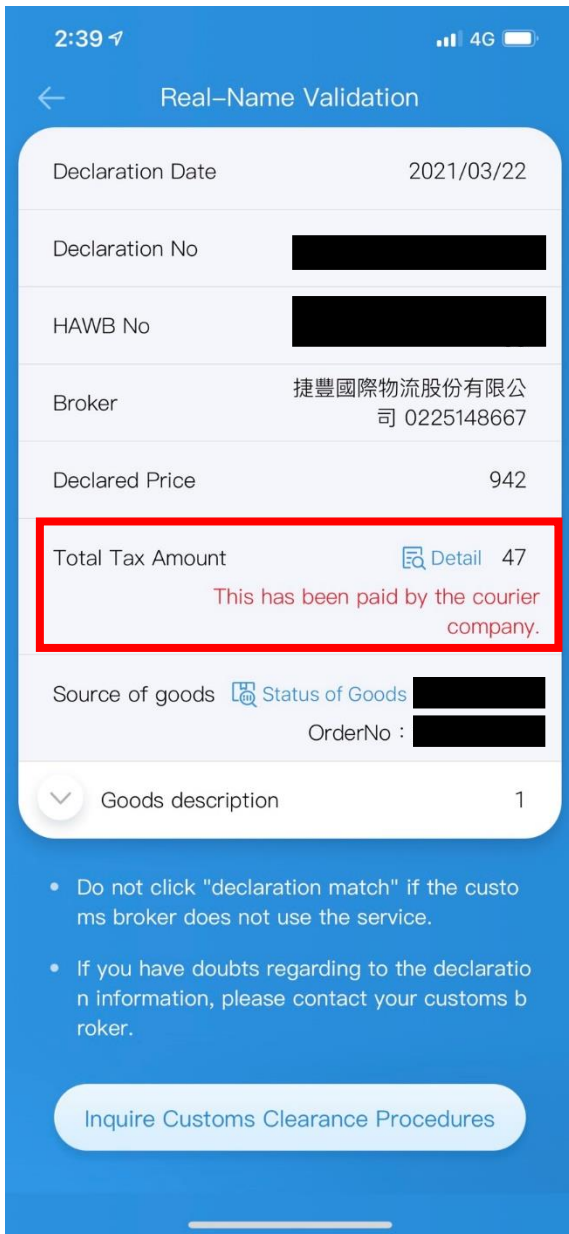 2:39 4G
Real-Name Validation
Declaration Date 2021/03/22
Declaration No
HAWB No
Broker 捷豐國際物流股份有限公
司 0225148667
Declared Price 942
Total Tax Amount Detail 47
This has been paid by the courier
company.
Source of goods Status of Goods
OrderNo：
Goods description 1
• Do not click "declaration match" if the custo
ms broker does not use the service.
• If you have doubts regarding to the declaratio
n information, please contact your customs b
roker.
Inquire Customs Clearance Procedures